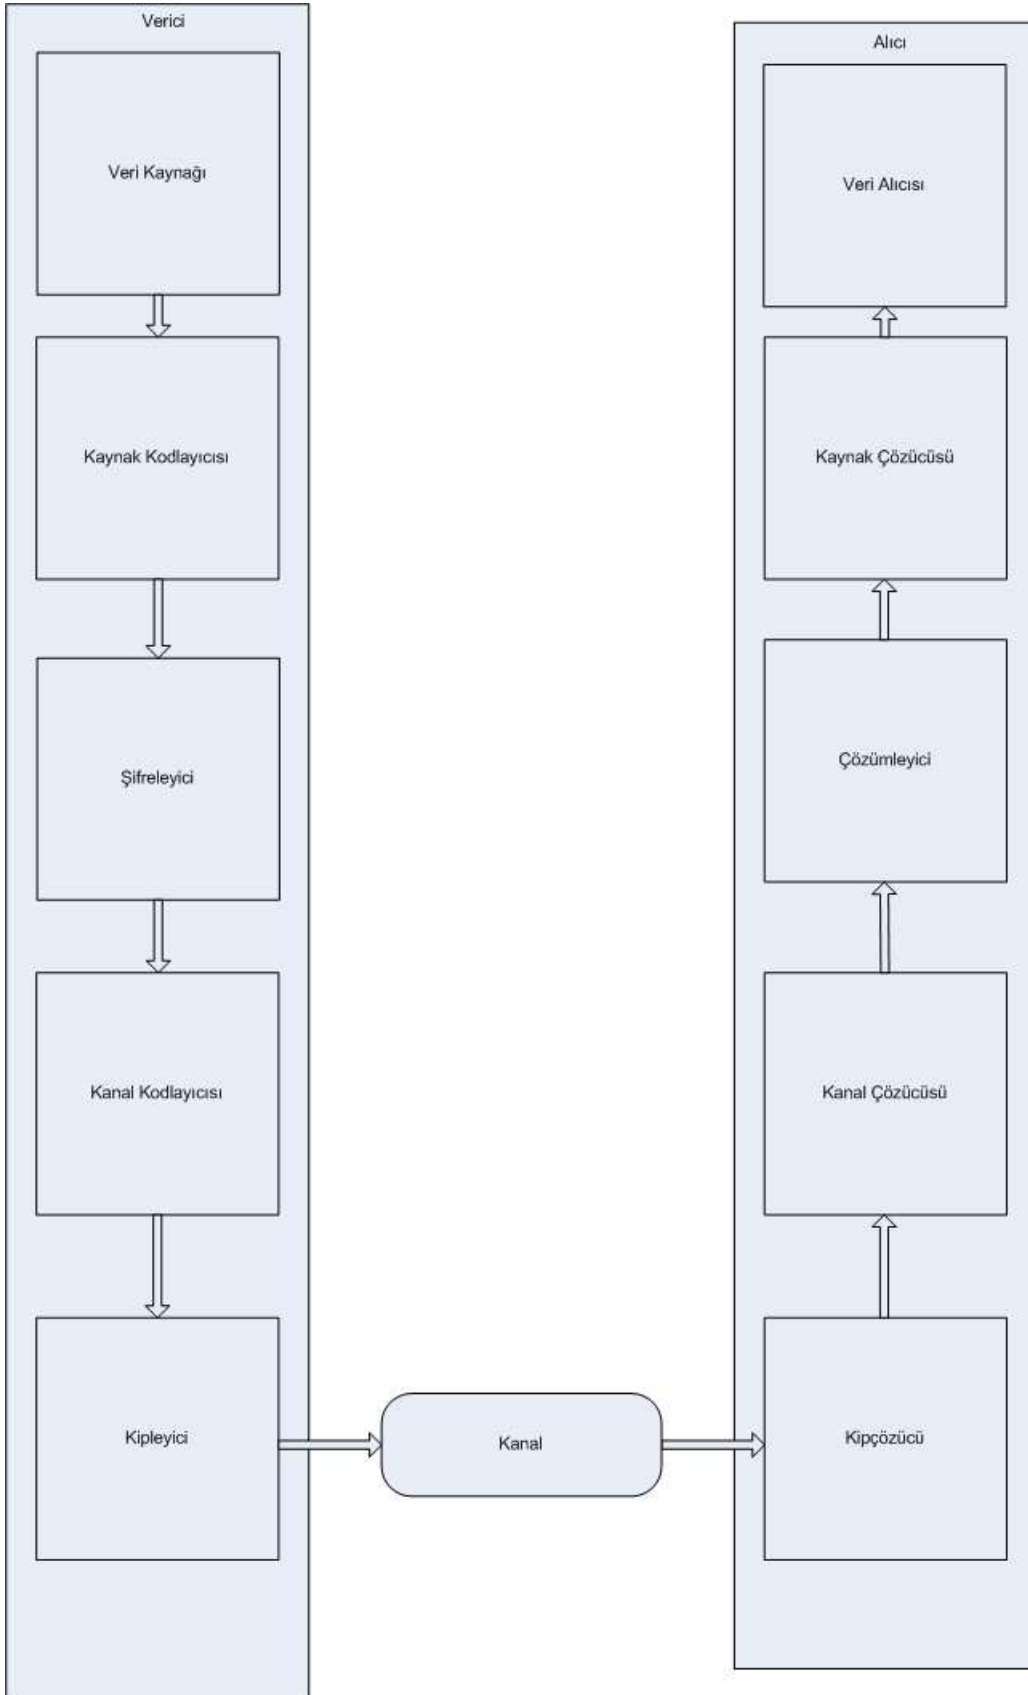 Verici
Veri Kaynağı
Kaynak Kodlayıcısı
Şifreleyici
Kanal Kodlayıcısı
Kipleyici
Kanal
Alıcı
Veri Alıcısı
Kaynak Çözücüsü
Çözümleyici
Kanal Çözücüsü
Kipçözücü